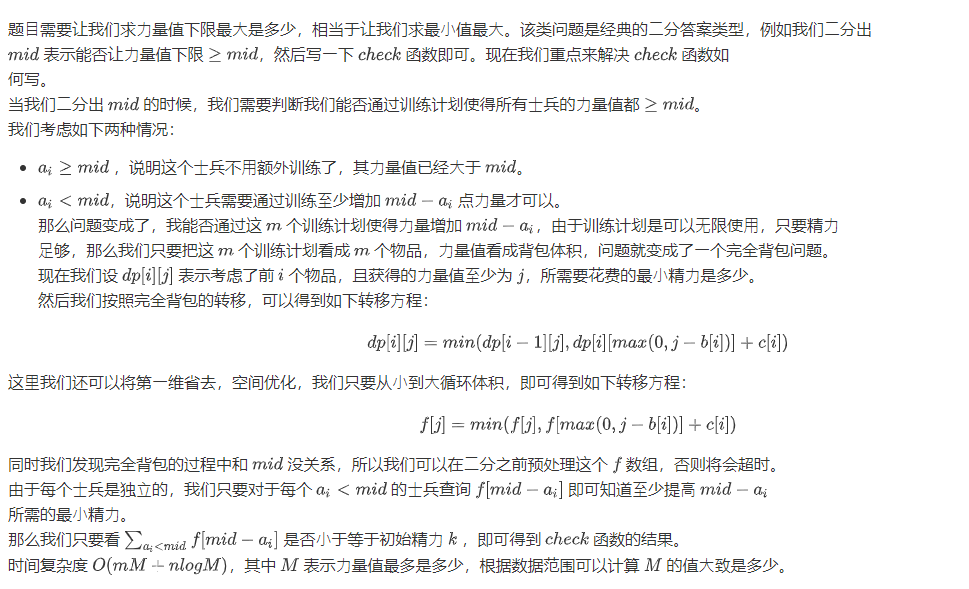 题目需要让我们求力量值下限最大是多少，相当于让我们求最小值最大。该类问题是经典的二分答案类型，例如我们二分出
mid 表示能否让力量值下限 ≥ mid，然后写一下 check 函数即可。现在我们重点来解决 check 函数如
何写。
当我们二分出 mid 的时候，我们需要判断我们能否通过训练计划使得所有士兵的力量值都 ≥ mid。
我们考虑如下两种情况：
• a_i ≥ mid ，说明这个士兵不用额外训练了，其力量值已经大于 mid。
• a_i < mid，说明这个士兵需要通过训练至少增加 mid − a_i 点力量才可以。
那么问题变成了，我能否通过这 m 个训练计划使得力量增加 mid − a_i，由于训练计划是可以无限使用，只要精力
足够，那么我们只要把这 m 个训练计划看成 m 个物品，力量值看成背包体积，问题就变成了一个完全背包问题。
现在我们设 dp[i][j] 表示考虑了前 i 个物品，且获得的力量值至少为 j，所需要花费的最小精力是多少。
然后我们按照完全背包的转移，可以得到如下转移方程：
dp[i][j] = min(dp[i − 1][j], dp[i][max(0, j − b[i])] + c[i])
这里我们还可以将第一维省去，空间优化，我们只要从小到大循环体积，即可得到如下转移方程：
f[j] = min(f[j], f[max(0, j − b[i])] + c[i])
同时我们发现完全背包的过程中和 mid 没关系，所以我们可以在二分之前预处理这个 f 数组，否则将会超时。
由于每个士兵是独立的，我们只要对于每个 a_i < mid 的士兵查询 f[mid − a_i] 即可知道至少提高 mid − a_i
所需的最小精力。
那么我们只要看 ∑_{a_i<mid} f[mid − a_i] 是否小于等于初始精力 k ，即可得到 check 函数的结果。
时间复杂度 O(mM + nlogM)，其中 M 表示力量值最多是多少，根据数据范围可以计算 M 的值大致是多少。